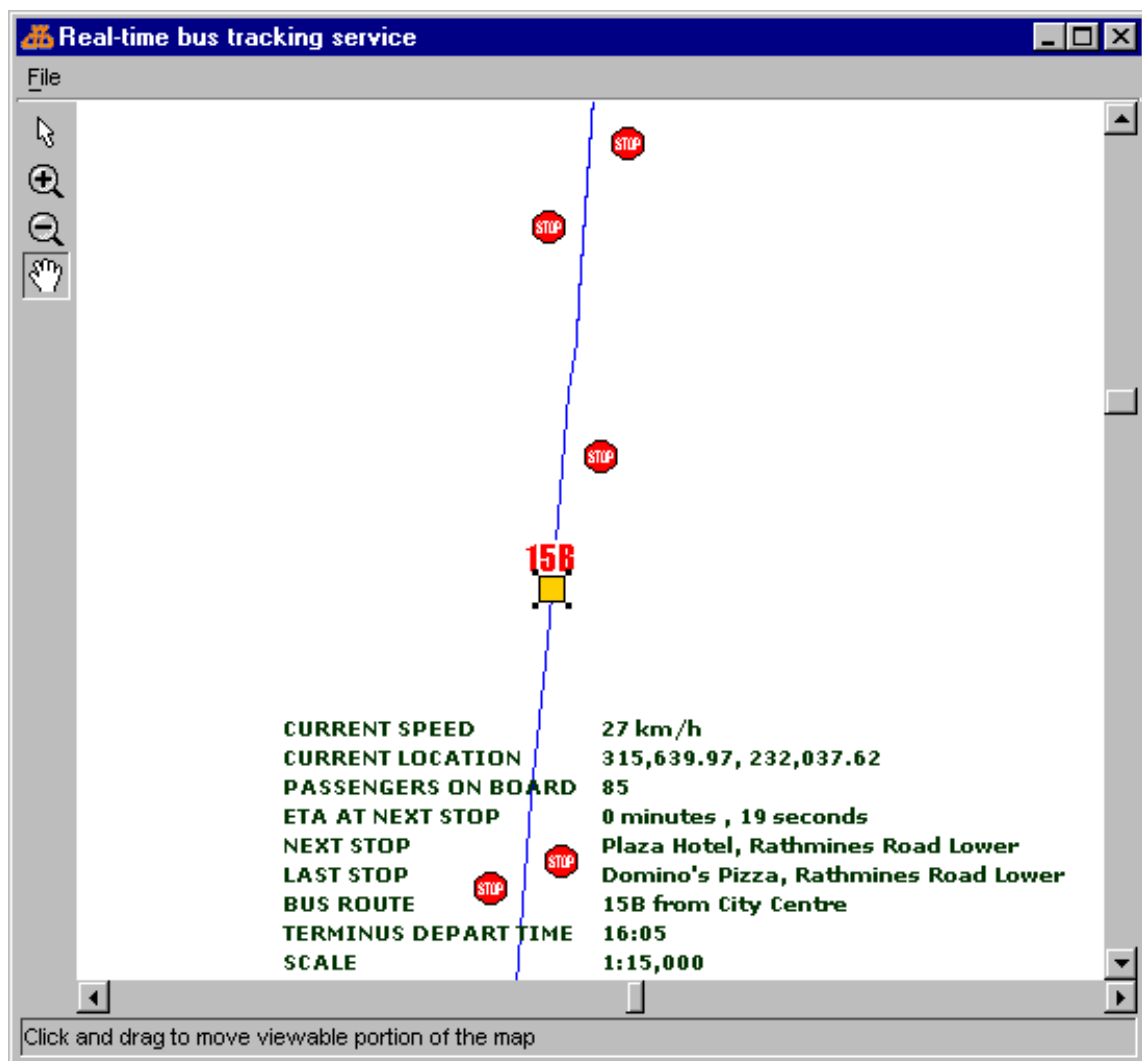 Real-time bus tracking service
File
STOP
STOP
STOP
15B
CURRENT SPEED 27 km/h
CURRENT LOCATION 315,639.97, 232,037.62
PASSENGERS ON BOARD 85
ETA AT NEXT STOP 0 minutes , 19 seconds
NEXT STOP Plaza Hotel, Rathmines Road Lower
STOP
LAST STOP Domino's Pizza, Rathmines Road Lower
STOP
BUS ROUTE 15B from City Centre
TERMINUS DEPART TIME 16:05
SCALE 1:15,000
Click and drag to move viewable portion of the map